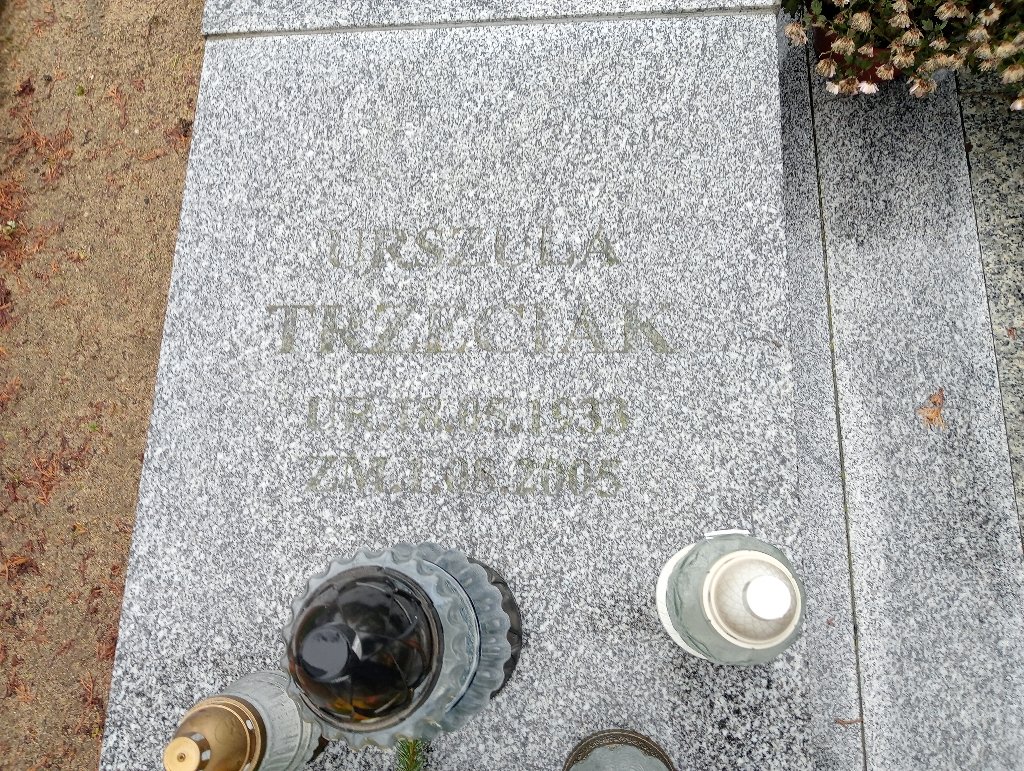 URSZULA
TRZECIAK
UR.18.05.1933
ZM.1.08.2005